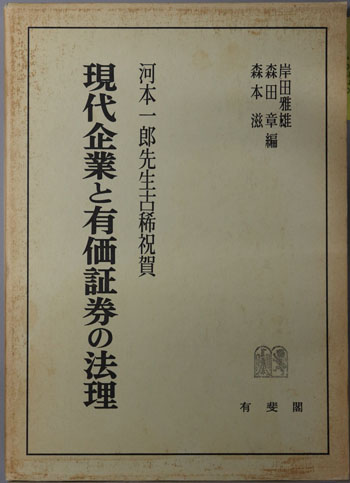 岸田雅雄
森田章編
森本滋
河本一郎先生古稀祝賀
現代企業と有価証券の法理
有斐閣